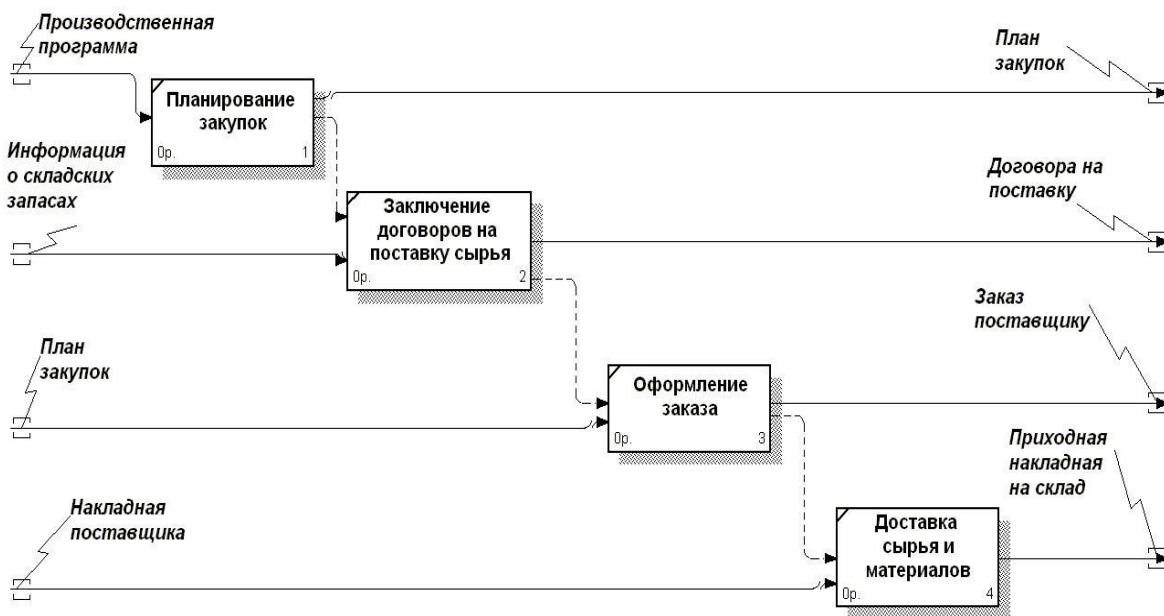 Производственная
программа
План
закупок
Планирование
закупок
0р. 1
Информация
о складских
запасах
Договора на
поставку
Заключение
договоров на
поставку сырья
0р. 2
Заказ
поставщику
План
закупок
Оформление
заказа
0р. 3
Приходная
накладная
на склад
Накладная
поставщика
Доставка
сырья и
материалов
0р. 4